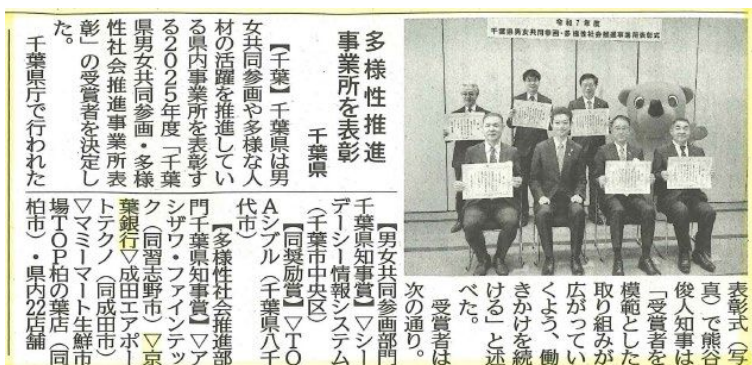 令和7年度
千葉県男女共同参画・多様性社会推進事業所表彰式
多様性推進
事業所を表彰
千葉県
【千葉】千葉県は男
女共同参画や多様な人
材の活躍を推進してい
る県内事業所を表彰す
る2025年度「千葉
県男女共同参画・多様
性社会推進事業所表
彰」の受賞者を決定し
た。
千葉県庁で行われた
表彰式（写
真）で熊谷
俊人知事は
「受賞者を
模範とした
取り組みが
広がってい
くよう、働
きかけを続
ける」と述
べた。
受賞者は
次の通り。
【男女共同参画部門
千葉県知事賞】▽シー
デーシー情報システム
（千葉市中央区）
【同奨励賞】▽TO
Aシブル（千葉県八千
代市）
【多様性社会推進部
門千葉県知事賞】▽ア
シザワ・ファインテッ
ク（同習志野市）▽京
葉銀行▽成田エアポー
トテクノ（同成田市）
▽マミーマート生鮮市
場TOP柏の葉店（同
柏市）・県内22店舗